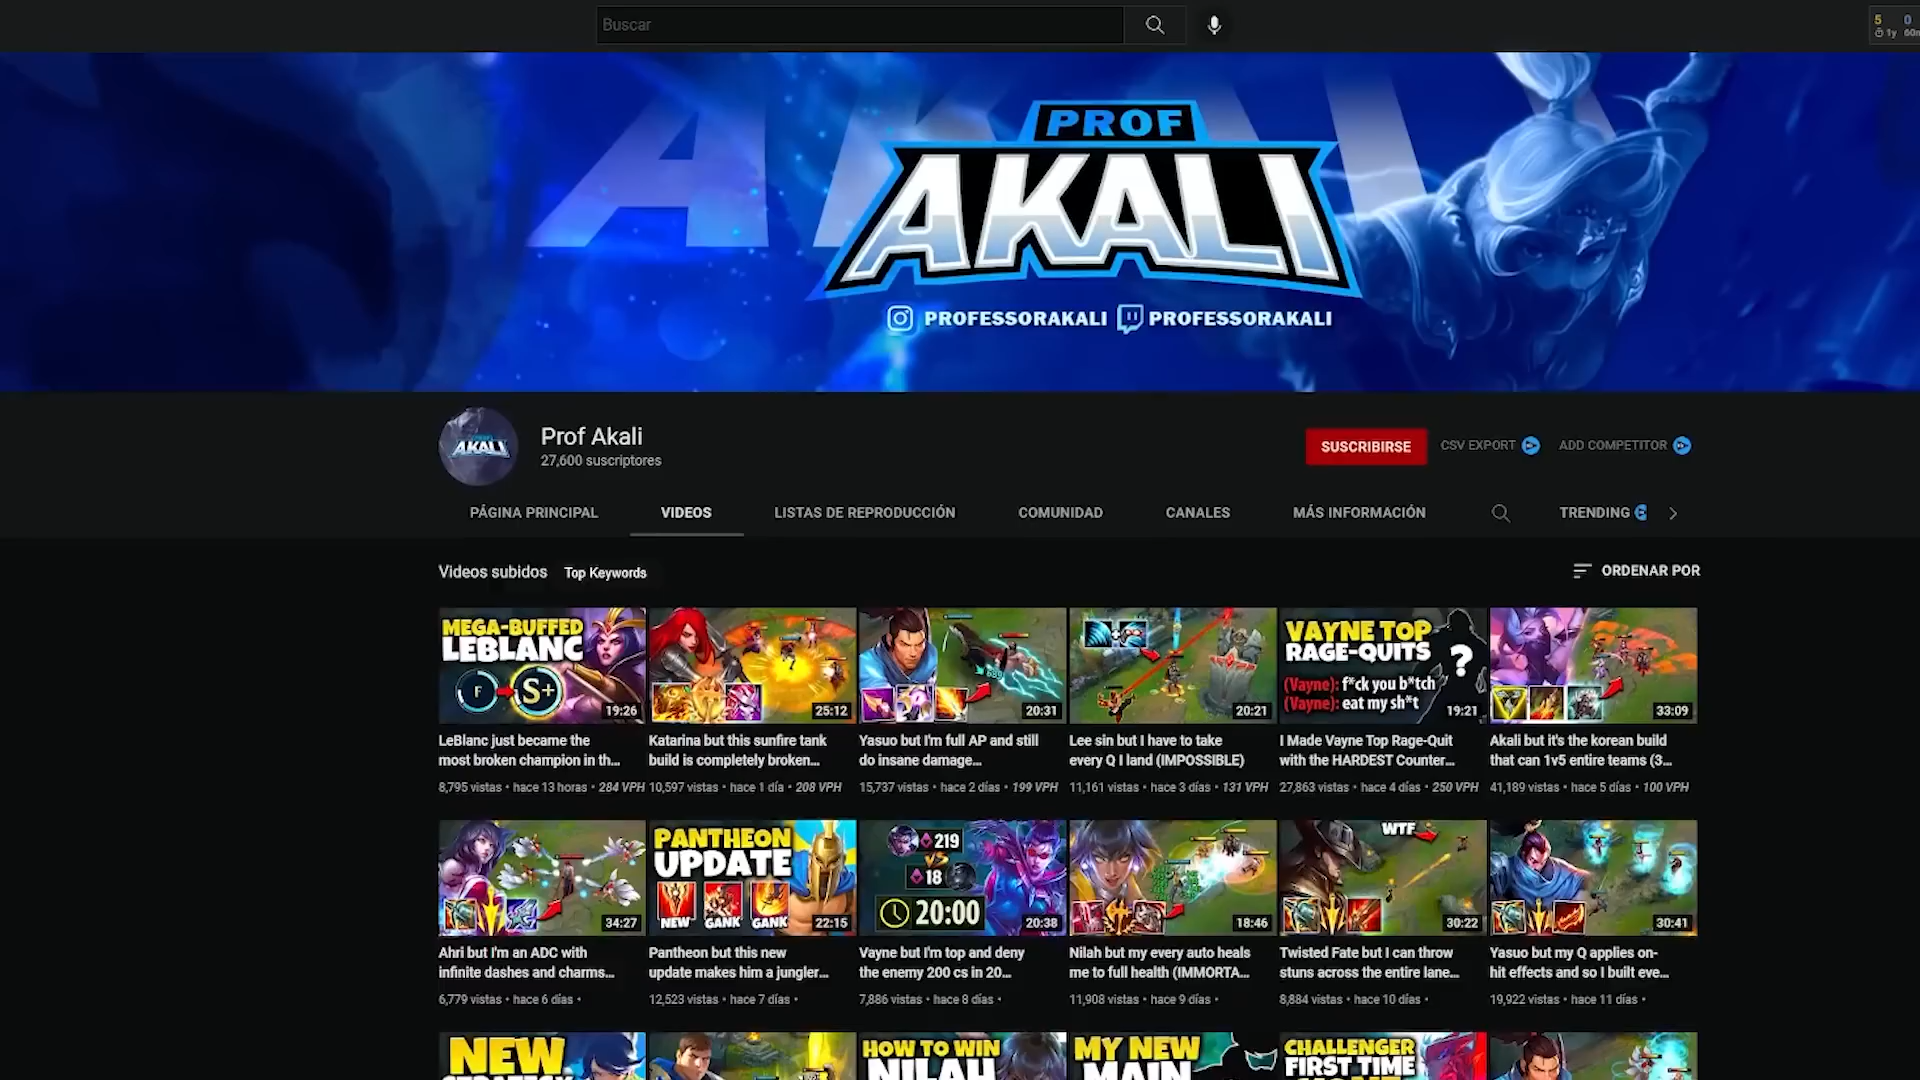 Buscar
5 0
1y 60m
AKALI
PROF
AKALI
PROFESSORAKALI PROFESSORAKALI
AKALI
Prof Akali
27,600 suscriptores
SUSCRIBIRSE
CSV EXPORT
ADD COMPETITOR
PÁGINA PRINCIPAL
VIDEOS
LISTAS DE REPRODUCCIÓN
COMUNIDAD
CANALES
MÁS INFORMACIÓN
TRENDING
Videos subidos
Top Keywords
ORDENAR POR
MEGA-BUFFED
LEBLANC
F S+
19:26
25:12
20:31
20:21
VAYNE TOP
RAGE-QUITS
?
(Vayne): f*ck you b*tch
(Vayne): eat my sh*t
19:21
33:09
LeBlanc just became the
most broken champion in th...
8,795 vistas • hace 13 horas • 284 VPH
Katarina but this sunfire tank
build is completely broken...
10,597 vistas • hace 1 día • 208 VPH
Yasuo but I'm full AP and still
do insane damage...
15,737 vistas • hace 2 días • 199 VPH
Lee sin but I have to take
every Q I land (IMPOSSIBLE)
11,161 vistas • hace 3 días • 131 VPH
I Made Vayne Top Rage-Quit
with the HARDEST Counter...
27,863 vistas • hace 4 días • 250 VPH
Akali but it's the korean build
that can 1v5 entire teams (3...
41,189 vistas • hace 5 días • 100 VPH
34:27
PANTHEON
UPDATE
NEW GANK GANK
22:15
219
VS
18
20:00
20:38
18:46
WTF
30:22
30:41
Ahri but I'm an ADC with
infinite dashes and charms...
6,779 vistas • hace 6 días •
Pantheon but this new
update makes him a jungler...
12,523 vistas • hace 7 días •
Vayne but I'm top and deny
the enemy 200 cs in 20...
7,886 vistas • hace 8 días •
Nilah but my every auto heals
me to full health (IMMORTA...
11,908 vistas • hace 9 días •
Twisted Fate but I can throw
stuns across the entire lane...
8,884 vistas • hace 10 días •
Yasuo but my Q applies on-
hit effects and so I built eve...
19,922 vistas • hace 11 días •
NEW
STRATEGY
HOW TO WIN
NILAH
MY NEW
MAIN
CHALLENGER
FIRST TIME